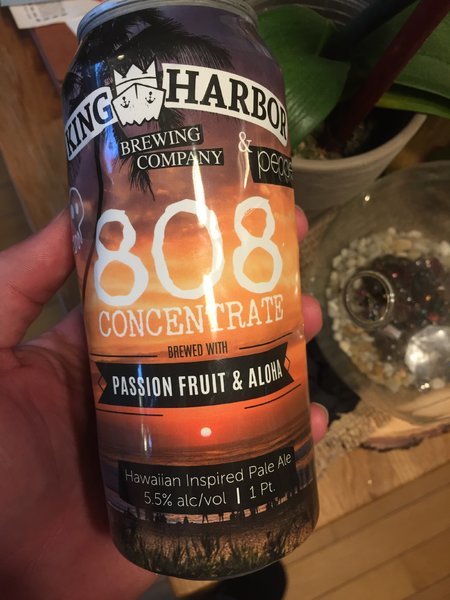 KING HARBOR
BREWING
COMPANY
&
808
CONCENTRATE
BREWED WITH
PASSION FRUIT & ALOHA
Hawaiian Inspired Pale Ale
5.5% alc/vol | 1 Pt.